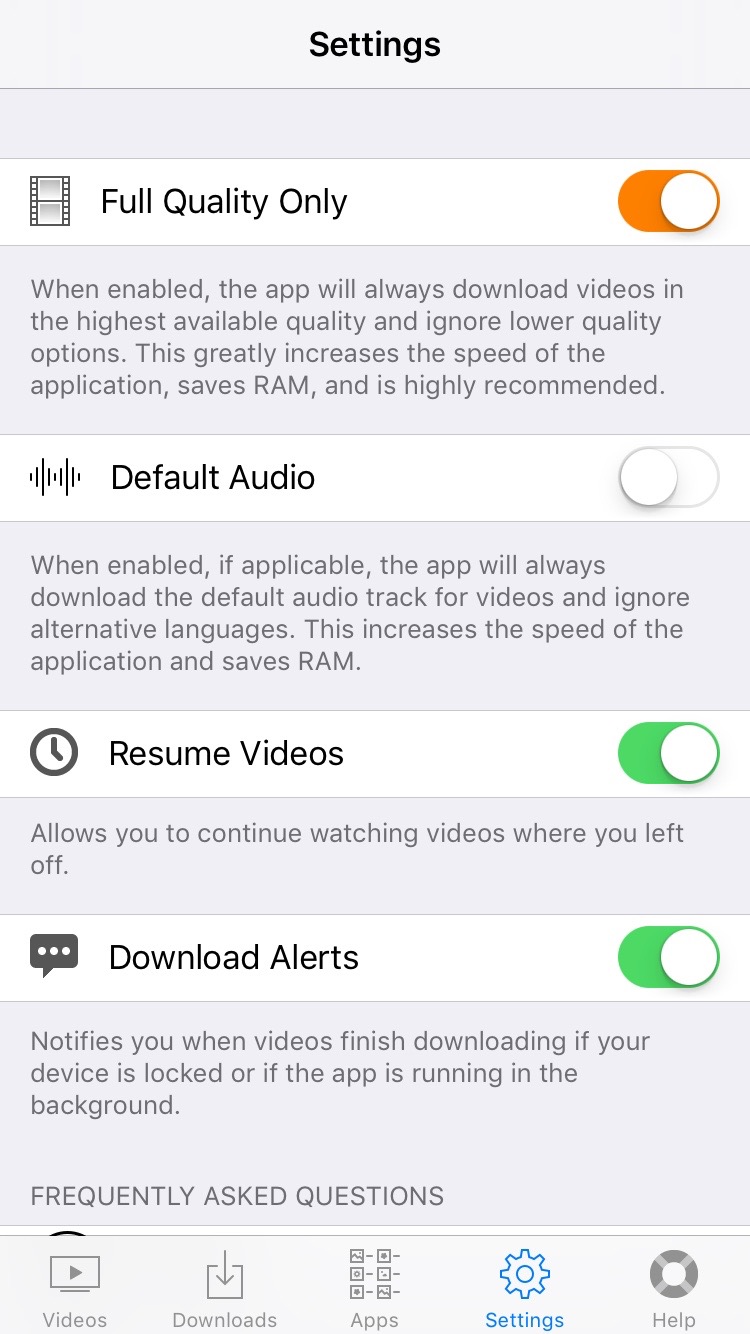 Settings
Full Quality Only
When enabled, the app will always download videos in
the highest available quality and ignore lower quality
options. This greatly increases the speed of the
application, saves RAM, and is highly recommended.
Default Audio
When enabled, if applicable, the app will always
download the default audio track for videos and ignore
alternative languages. This increases the speed of the
application and saves RAM.
Resume Videos
Allows you to continue watching videos where you left
off.
Download Alerts
Notifies you when videos finish downloading if your
device is locked or if the app is running in the
background.
FREQUENTLY ASKED QUESTIONS
Videos
Downloads
Apps
Settings
Help